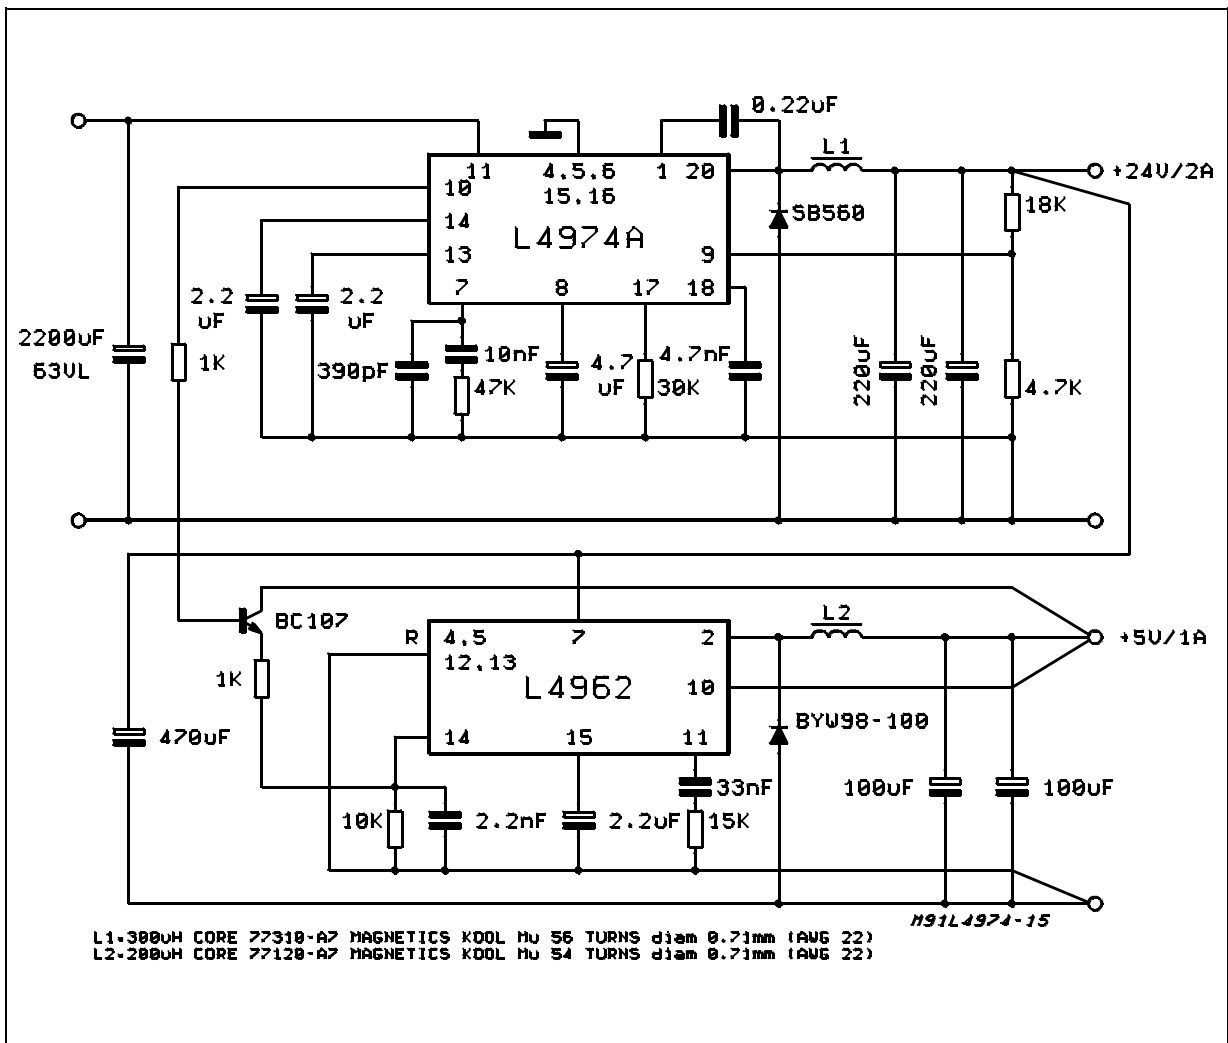 0.22uF
L1
11
4.5.6
1
20
+24V/2A
10
15.16
18K
SB560
14
L4974A
13
9
7
8
17
18
2.2
uF
2.2
uF
2200uF
63VL
1K
390pF
10nF
47K
4.7
uF
30K
4.7nF
220uF
220uF
4.7K
BC107
L2
R
4.5
7
2
+5V/1A
12.13
1K
L4962
10
BYW98-100
470uF
14
15
11
33nF
100uF
100uF
10K
2.2nF
2.2uF
15K
M91L4974-15
L1=300uH CORE 77310-A7 MAGNETICS KOOL Mu 56 TURNS diam 0.71mm (AWG 22)
L2=200uH CORE 77120-A7 MAGNETICS KOOL Mu 54 TURNS diam 0.71mm (AWG 22)